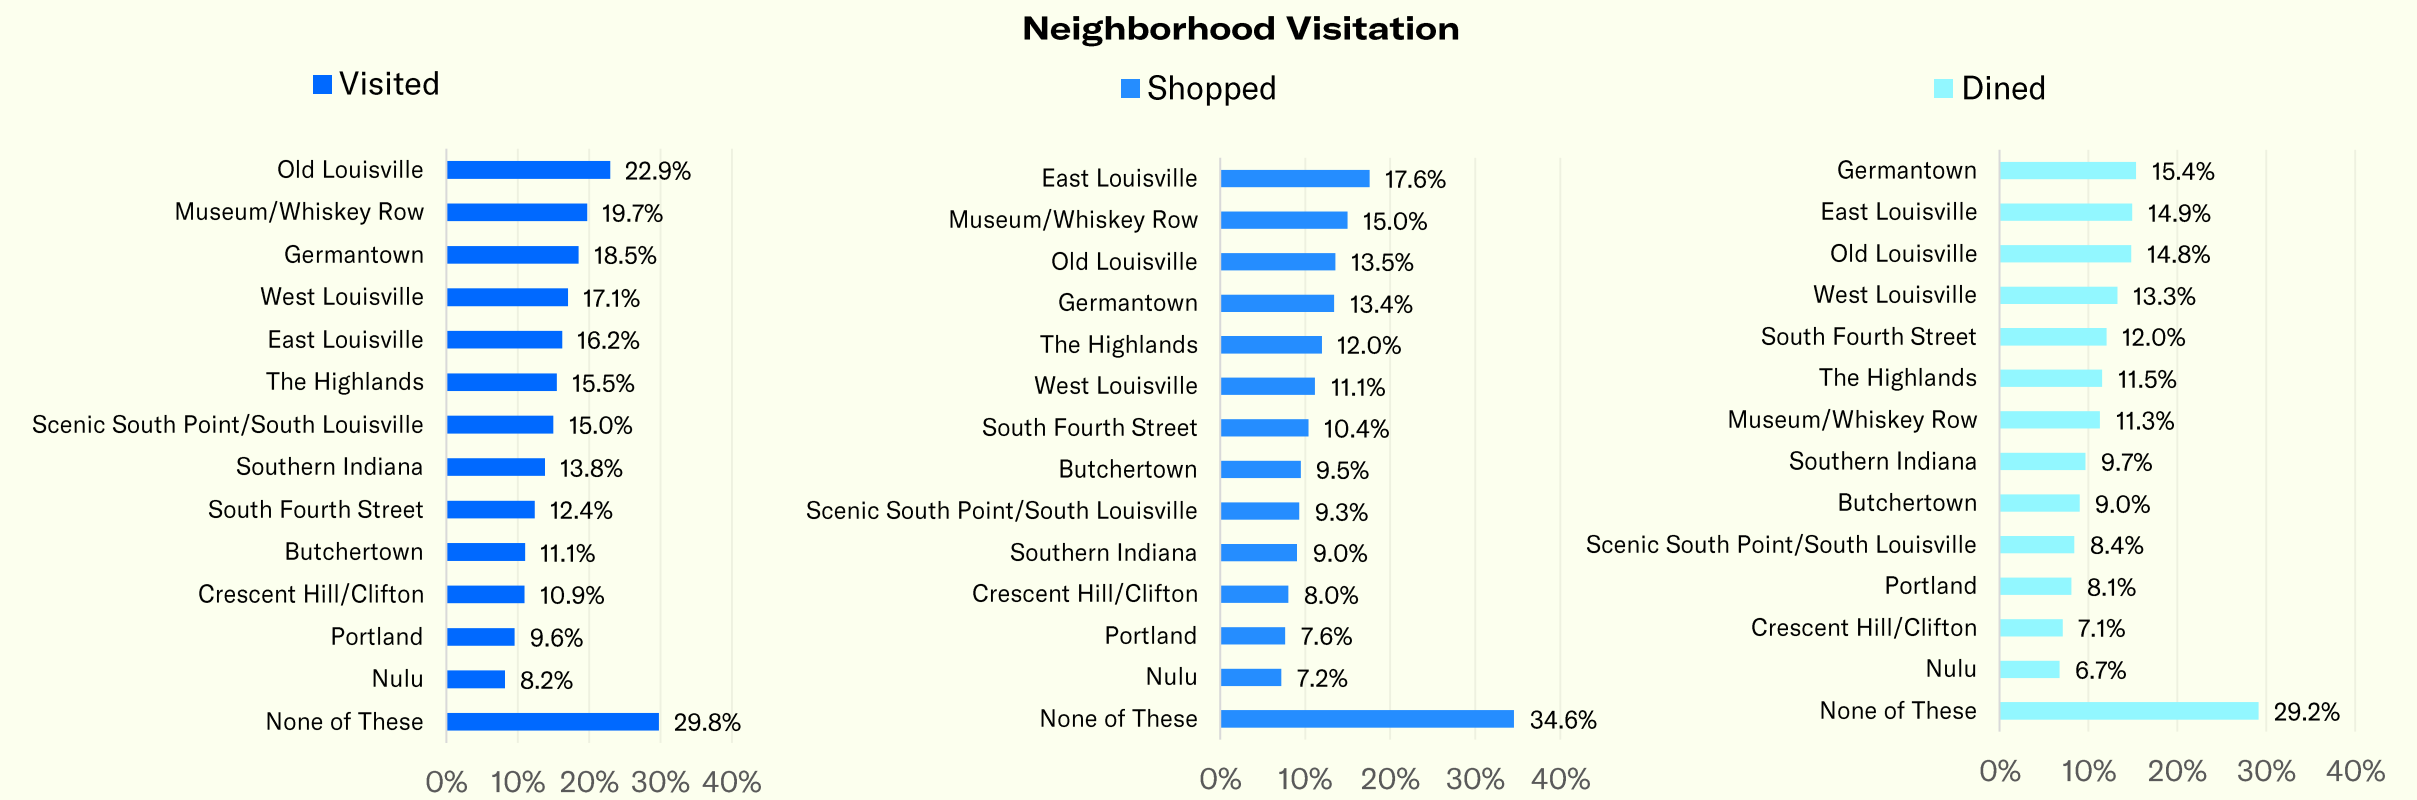 Neighborhood Visitation
Visited
Old Louisville 22.9%
Museum/Whiskey Row 19.7%
Germantown 18.5%
West Louisville 17.1%
East Louisville 16.2%
The Highlands 15.5%
Scenic South Point/South Louisville 15.0%
Southern Indiana 13.8%
South Fourth Street 12.4%
Butchertown 11.1%
Crescent Hill/Clifton 10.9%
Portland 9.6%
Nulu 8.2%
None of These 29.8%
0% 10% 20% 30% 40%
Shopped
East Louisville 17.6%
Museum/Whiskey Row 15.0%
Old Louisville 13.5%
Germantown 13.4%
The Highlands 12.0%
West Louisville 11.1%
South Fourth Street 10.4%
Butchertown 9.5%
Scenic South Point/South Louisville 9.3%
Southern Indiana 9.0%
Crescent Hill/Clifton 8.0%
Portland 7.6%
Nulu 7.2%
None of These 34.6%
0% 10% 20% 30% 40%
Dined
Germantown 15.4%
East Louisville 14.9%
Old Louisville 14.8%
West Louisville 13.3%
South Fourth Street 12.0%
The Highlands 11.5%
Museum/Whiskey Row 11.3%
Southern Indiana 9.7%
Butchertown 9.0%
Scenic South Point/South Louisville 8.4%
Portland 8.1%
Crescent Hill/Clifton 7.1%
Nulu 6.7%
None of These 29.2%
0% 10% 20% 30% 40%